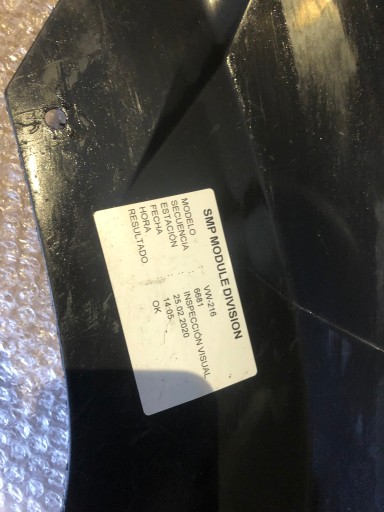 SMP MODULE DIVISION
MODELO VW-216
SECUENCIA 6681
ESTACIÓN INSPECCIÓN VISUAL
FECHA 25.02.2020
HORA 14:05
RESULTADO OK